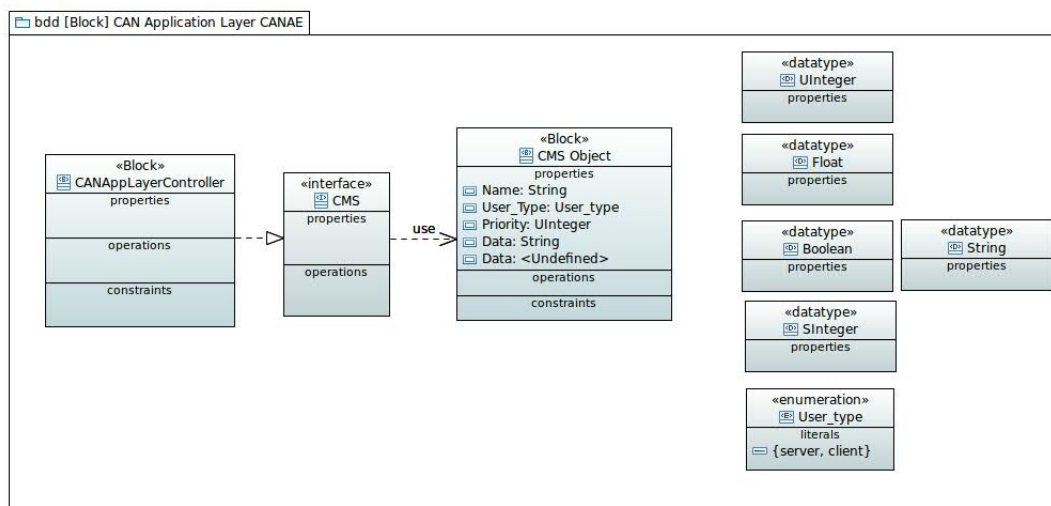 bdd [Block] CAN Application Layer CANAE
«Block»
CANAppLayerController
properties
operations
constraints
«interface»
CMS
properties
operations
use
«Block»
CMS Object
properties
Name: String
User_Type: User_type
Priority: UInteger
Data: String
Data: <Undefined>
operations
constraints
«datatype»
UInteger
properties
«datatype»
Float
properties
«datatype»
Boolean
properties
«datatype»
String
properties
«datatype»
SInteger
properties
«enumeration»
User_type
literals
{server, client}